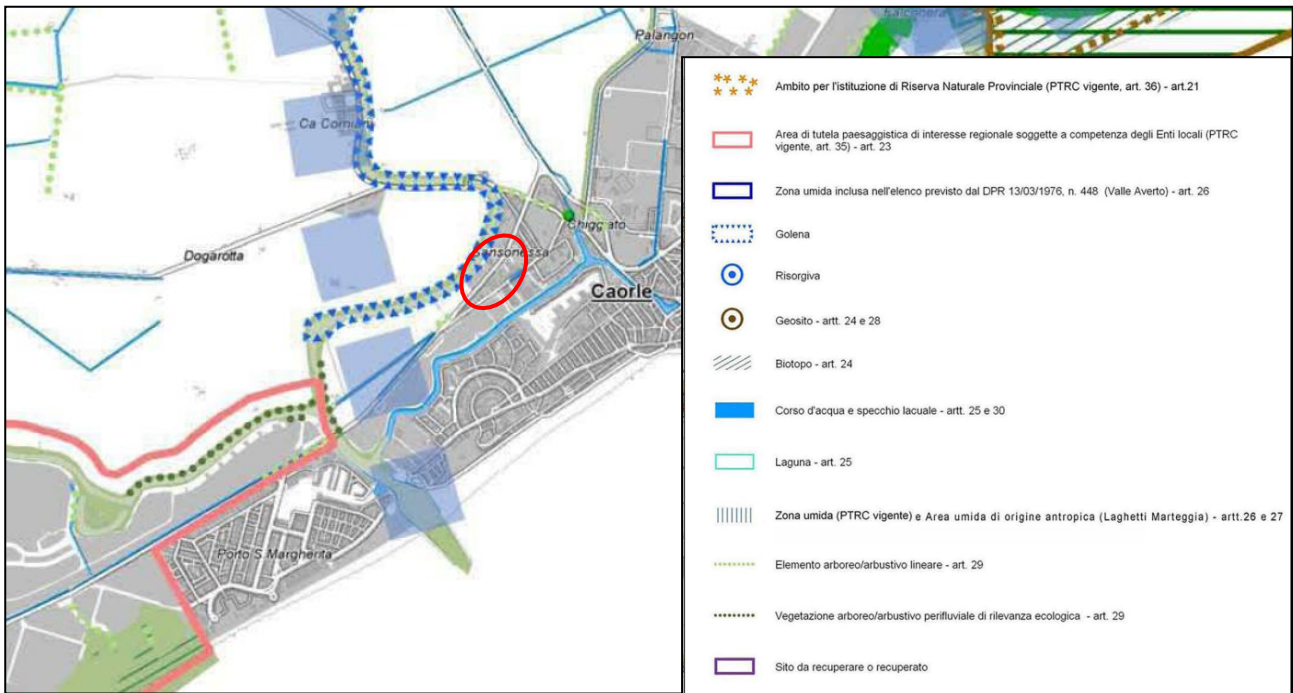 Falconera
Palangon
Ca Corniani
Chiggiato
Sansonessa
Dogarotta
Caorle
Porto S Margherita
Ambito per l'istituzione di Riserva Naturale Provinciale (PTRC vigente, art. 36) - art.21
Area di tutela paesaggistica di interesse regionale soggette a competenza degli Enti locali (PTRC
vigente, art. 35) - art. 23
Zona umida inclusa nell'elenco previsto dal DPR 13/03/1976, n. 448 (Valle Averto) - art. 26
Golena
Risorgiva
Geosito - artt. 24 e 28
Biotopo - art. 24
Corso d'acqua e specchio lacuale - artt. 25 e 30
Laguna - art. 25
Zona umida (PTRC vigente) e Area umida di origine antropica (Laghetti Marteggia) - artt.26 e 27
Elemento arboreo/arbustivo lineare - art. 29
Vegetazione arboreo/arbustivo perifluviale di rilevanza ecologica - art. 29
Sito da recuperare o recuperato